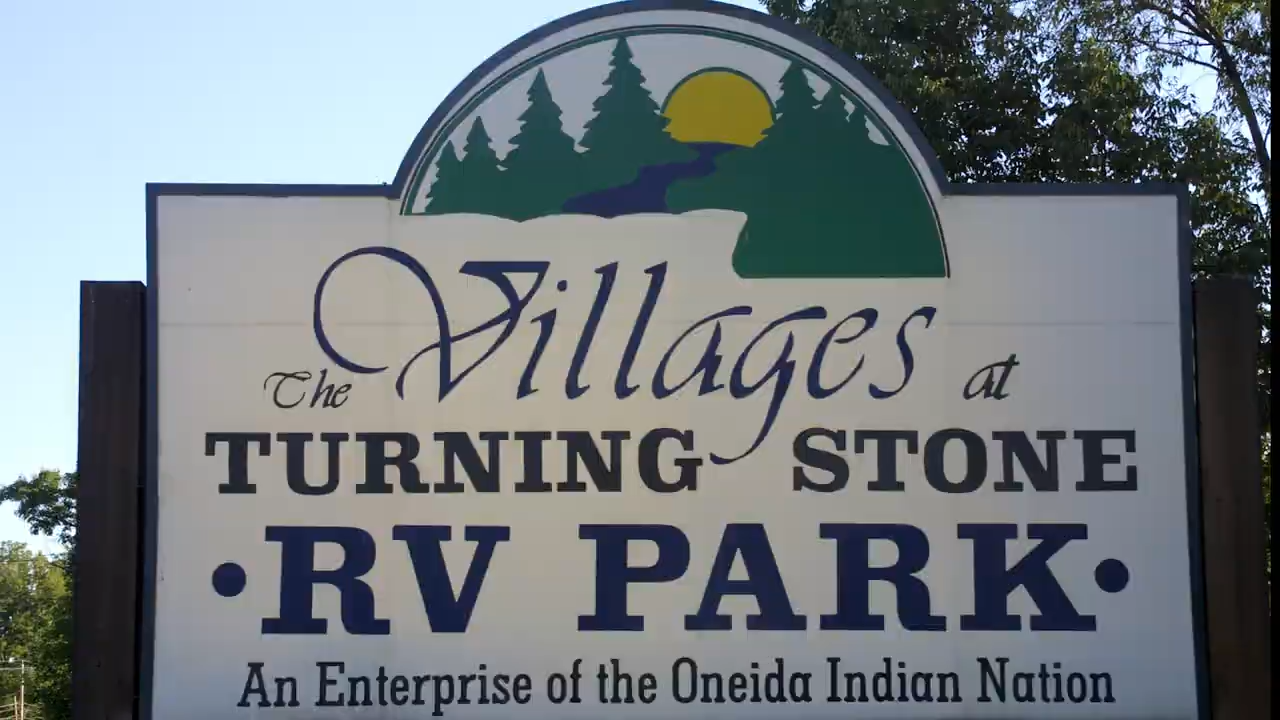 The Villages at
TURNING STONE
•RV PARK•
An Enterprise of the Oneida Indian Nation